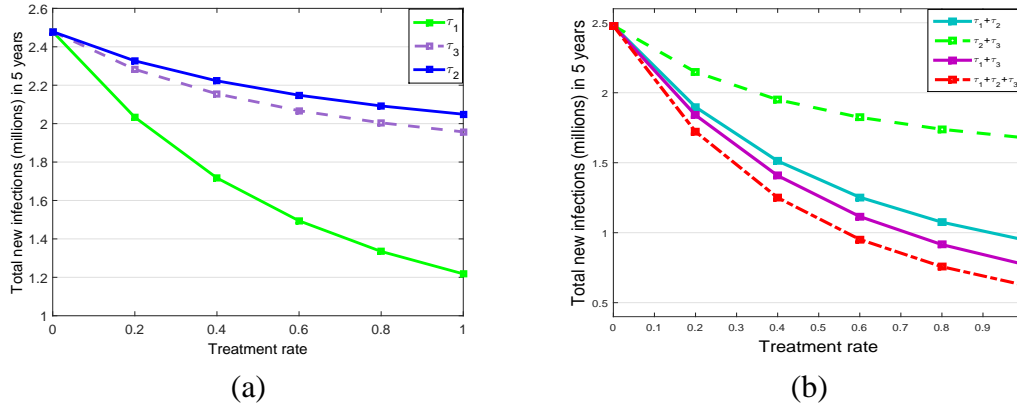 Total new infections (millions) in 5 years
2.6
2.4
2.2
2
1.8
1.6
1.4
1.2
1
0 0.2 0.4 0.6 0.8 1
Treatment rate
τ1
τ3
τ2
(a)
Total new infections (millions) in 5 years
2.5
2
1.5
1
0.5
0 0.1 0.2 0.3 0.4 0.5 0.6 0.7 0.8 0.9
Treatment rate
τ1+τ2
τ2+τ3
τ1+τ3
τ1+τ2+τ3
(b)